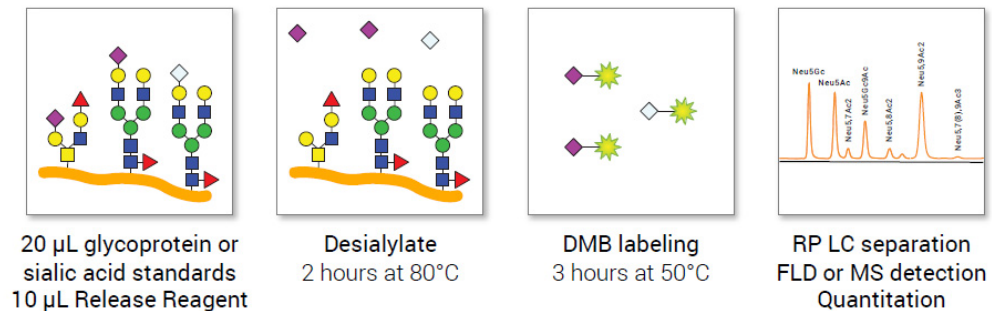 Neu5Gc
Neu5Ac
Neu5,7Ac2
Neu5Gc9Ac
Neu5,8Ac2
Neu5,9Ac2
Neu5,7(8),9Ac3
20 µL glycoprotein or
sialic acid standards
10 µL Release Reagent
Desialylate
2 hours at 80°C
DMB labeling
3 hours at 50°C
RP LC separation
FLD or MS detection
Quantitation